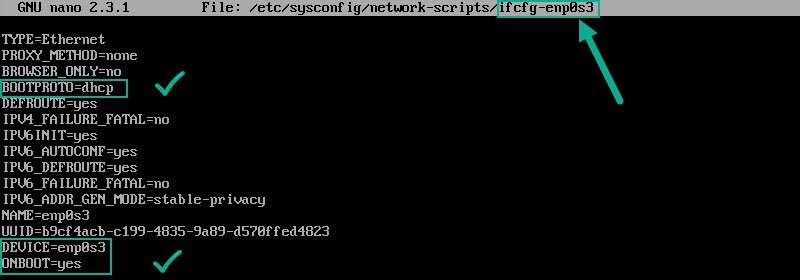 GNU nano 2.3.1 File: /etc/sysconfig/network-scripts/ifcfg-enp0s3
TYPE=Ethernet
PROXY_METHOD=none
BROWSER_ONLY=no
BOOTPROTO=dhcp
DEFROUTE=yes
IPV4_FAILURE_FATAL=no
IPV6INIT=yes
IPV6_AUTOCONF=yes
IPV6_DEFROUTE=yes
IPV6_FAILURE_FATAL=no
IPV6_ADDR_GEN_MODE=stable-privacy
NAME=enp0s3
UUID=b9cf4acb-c199-4835-9a89-d570ffed4823
DEVICE=enp0s3
ONBOOT=yes